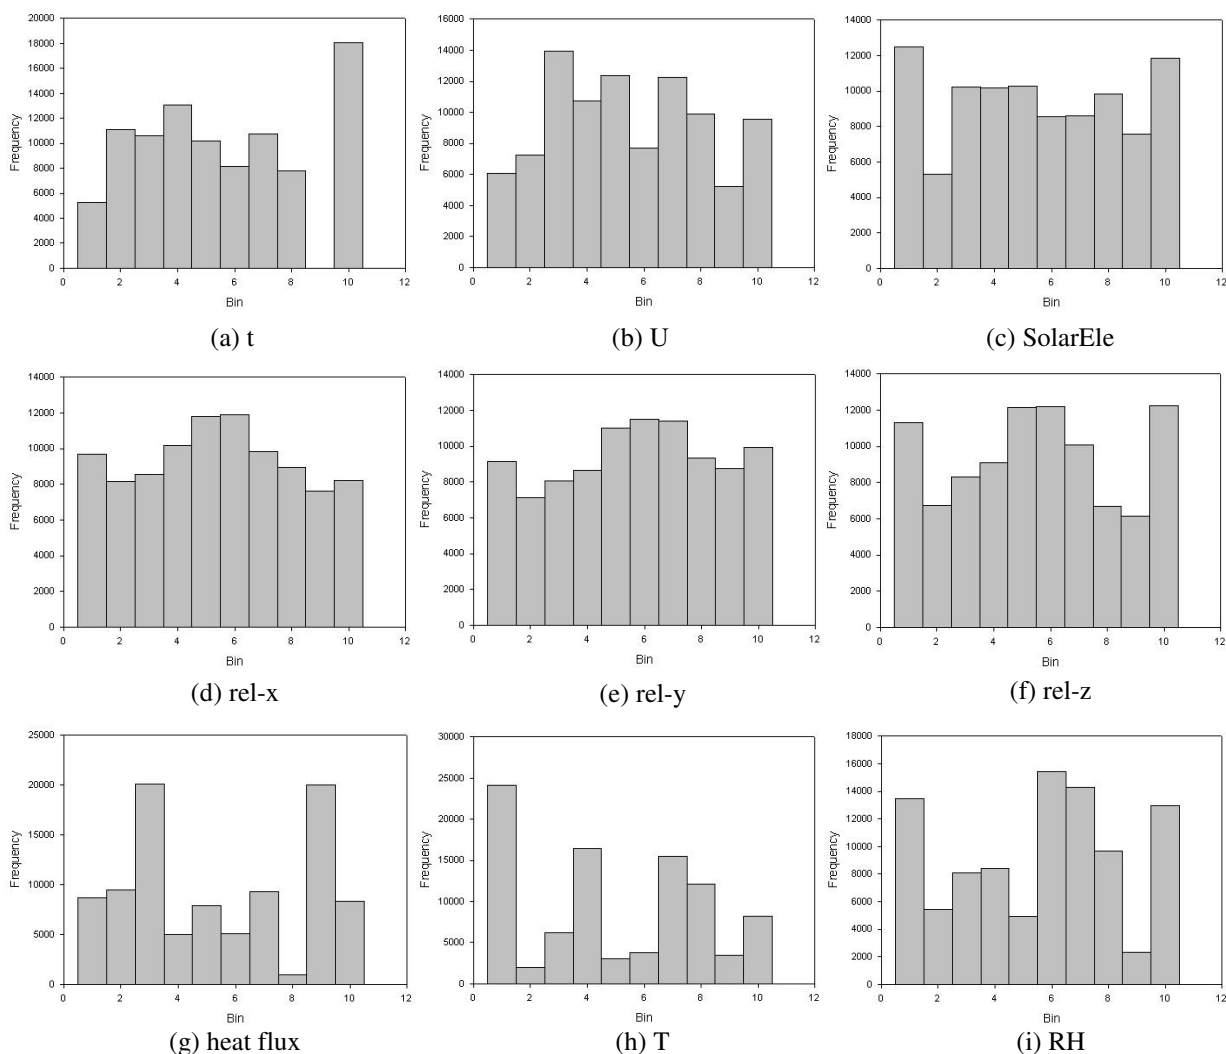 20000
18000
16000
14000
12000
10000
8000
6000
4000
2000
0
Frequency
0 2 4 6 8 10 12
Bin
(a) t
16000
14000
12000
10000
8000
6000
4000
2000
0
Frequency
0 2 4 6 8 10 12
Bin
(b) U
14000
12000
10000
8000
6000
4000
2000
0
Frequency
0 2 4 6 8 10 12
Bin
(c) SolarEle
14000
12000
10000
8000
6000
4000
2000
0
Frequency
0 2 4 6 8 10 12
Bin
(d) rel-x
14000
12000
10000
8000
6000
4000
2000
0
Frequency
0 2 4 6 8 10 12
Bin
(e) rel-y
14000
12000
10000
8000
6000
4000
2000
0
Frequency
0 2 4 6 8 10 12
Bin
(f) rel-z
25000
20000
15000
10000
5000
0
Frequency
0 2 4 6 8 10 12
Bin
(g) heat flux
30000
25000
20000
15000
10000
5000
0
Frequency
0 2 4 6 8 10 12
Bin
(h) T
18000
16000
14000
12000
10000
8000
6000
4000
2000
0
Frequency
0 2 4 6 8 10 12
Bin
(i) RH